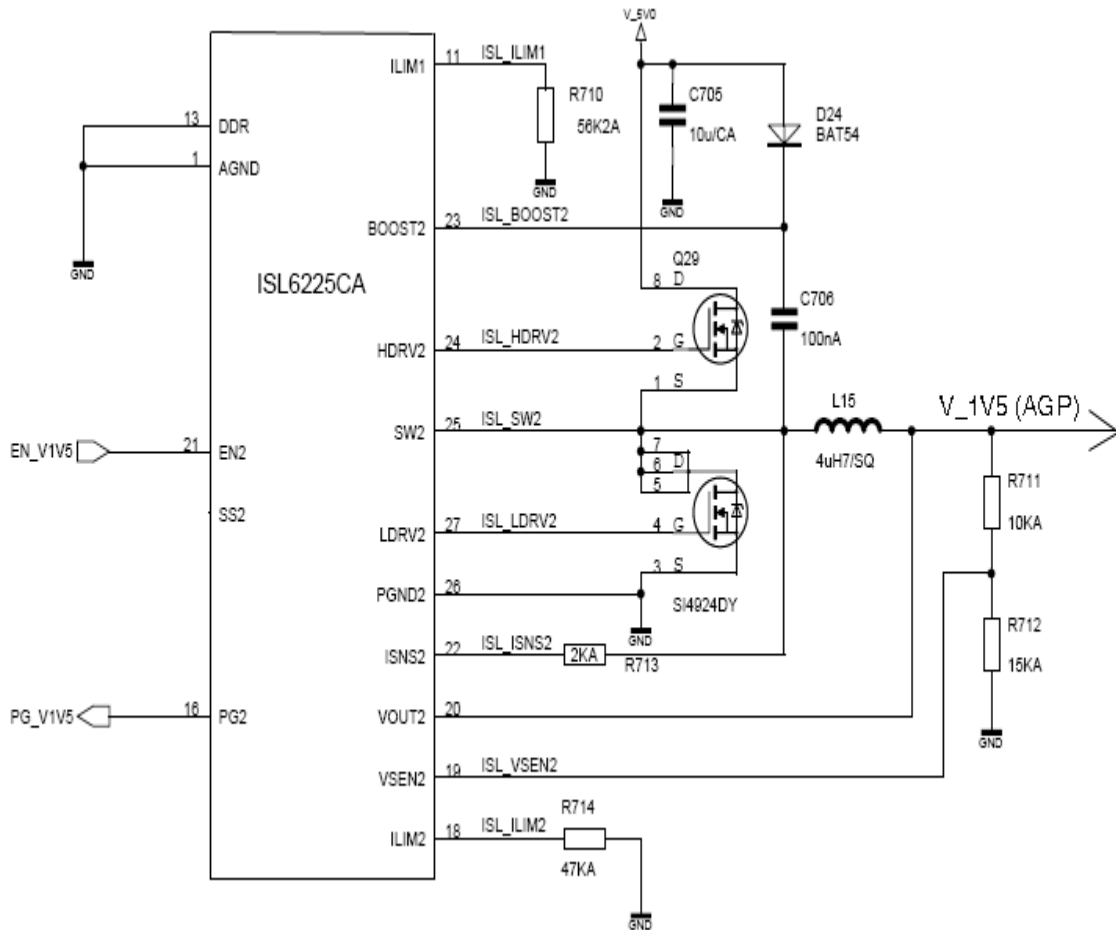 V_5V0
ILIM1 11 ISL_ILIM1
R710
56K2A
GND
C705
10u/CA
GND
D24
BAT54
13 DDR
1 AGND
GND
BOOST2 23 ISL_BOOST2
ISL6225CA
Q29
8 D
C706
100nA
HDRV2 24 ISL_HDRV2 2 G
1 S
L15
4uH7/SQ
V_1V5 (AGP)
SW2 25 ISL_SW2
EN_V1V5 21 EN2
7
6 D
5
R711
10KA
SS2
LDRV2 27 ISL_LDRV2 4 G
3 S
PGND2 26
SI4924DY
GND
R712
15KA
ISNS2 22 ISL_ISNS2 2KA R713
PG_V1V5 16 PG2
VOUT2 20
GND
VSEN2 19 ISL_VSEN2
R714
ILIM2 18 ISL_ILIM2
47KA
GND